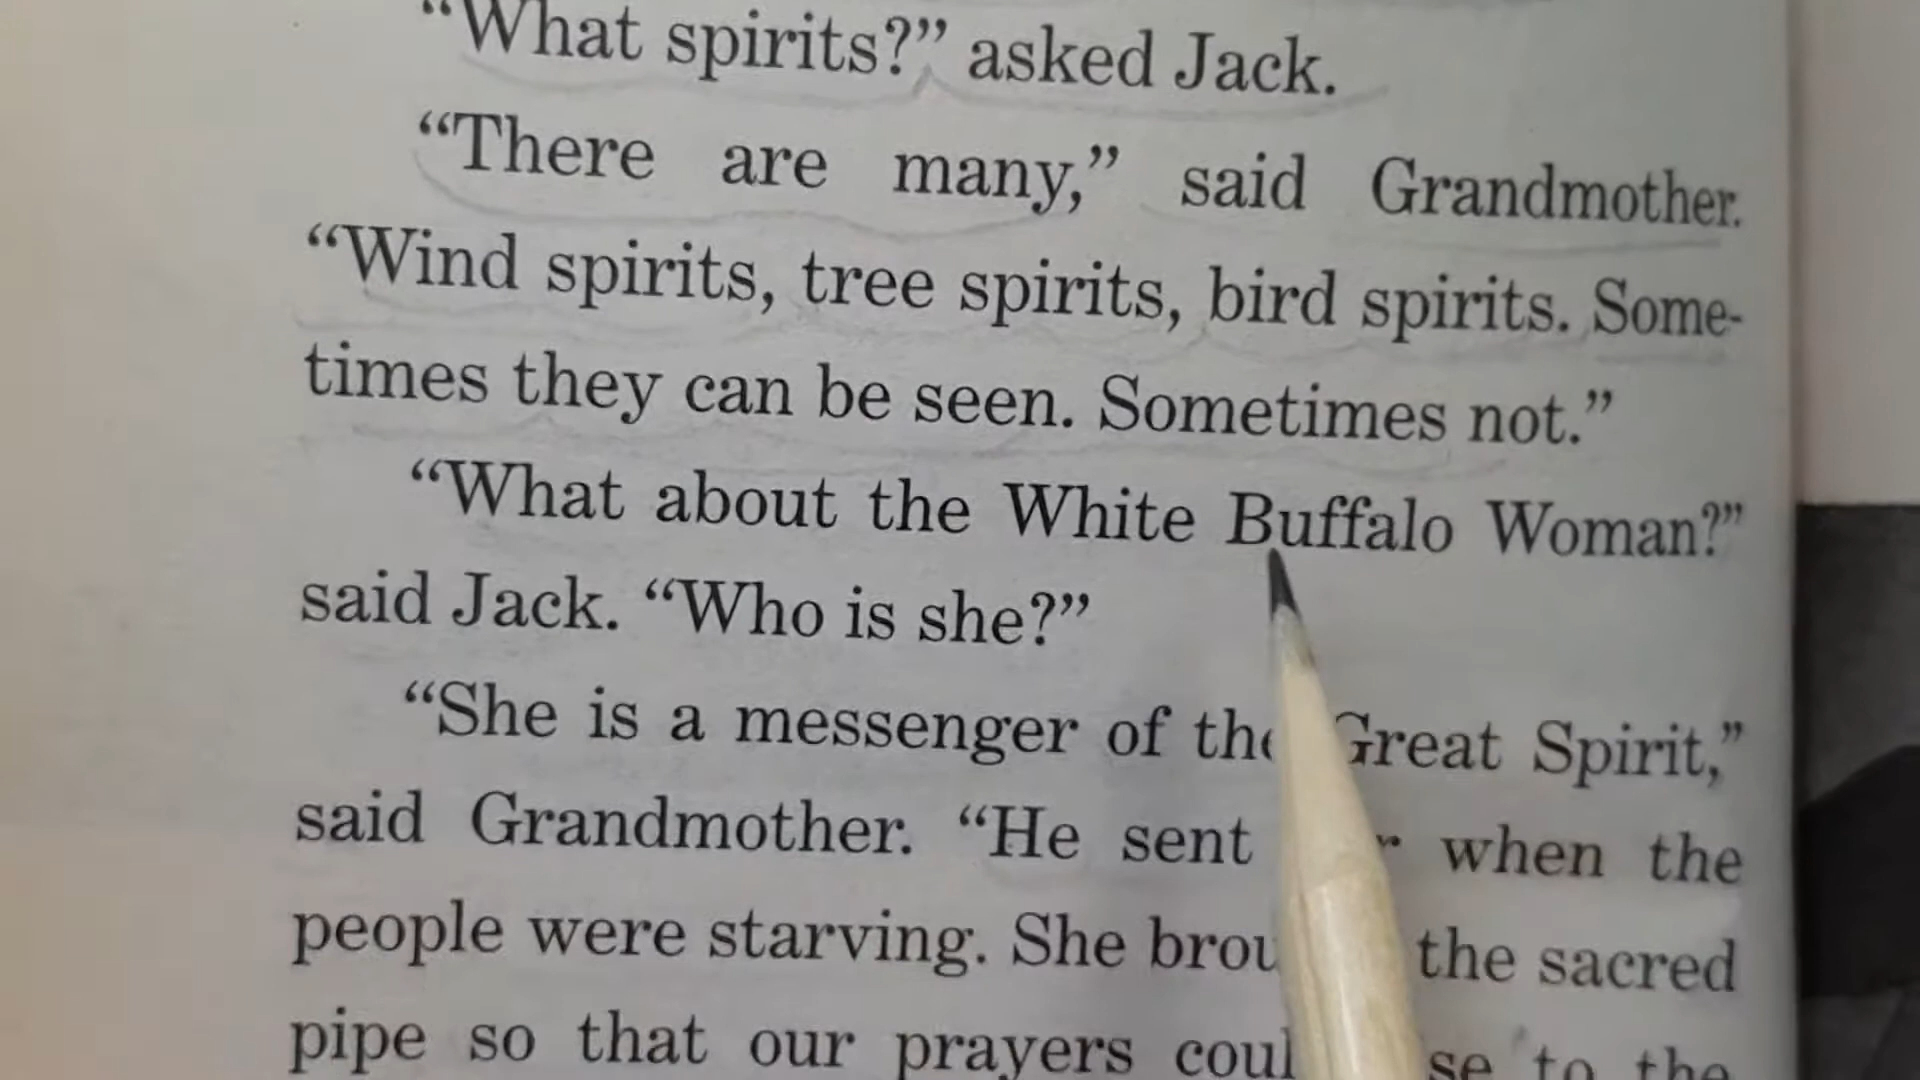 “What spirits?” asked Jack.
“There are many,” said Grandmother.
“Wind spirits, tree spirits, bird spirits. Some-
times they can be seen. Sometimes not.”
“What about the White Buffalo Woman?”
said Jack. “Who is she?”
“She is a messenger of the Great Spirit,”
said Grandmother. “He sent when the
people were starving. She the sacred
pipe so that our prayers to the